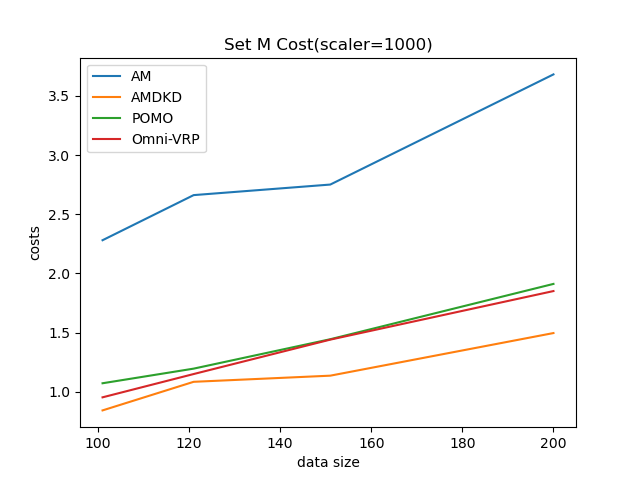 Set M Cost(scaler=1000)
AM
AMDKD
POMO
Omni-VRP
costs
3.5
3.0
2.5
2.0
1.5
1.0
100 120 140 160 180 200
data size